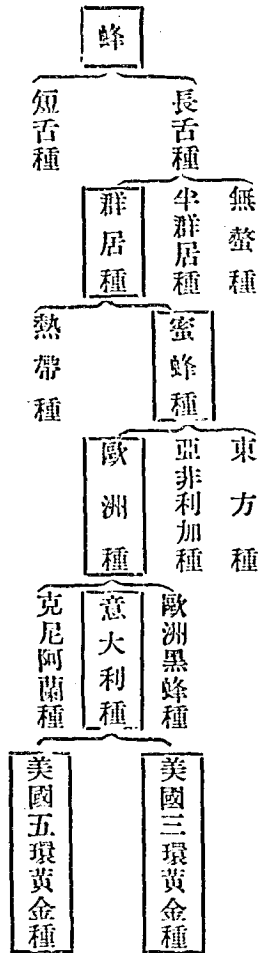 蜂
長舌種
短舌種
無螫種
半群居種
群居種
蜜蜂種
熱帶種
東方種
亞非利加種
歐洲種
歐洲黑蜂種
意大利種
克尼阿蘭種
美國三環黃金種
美國五環黃金種